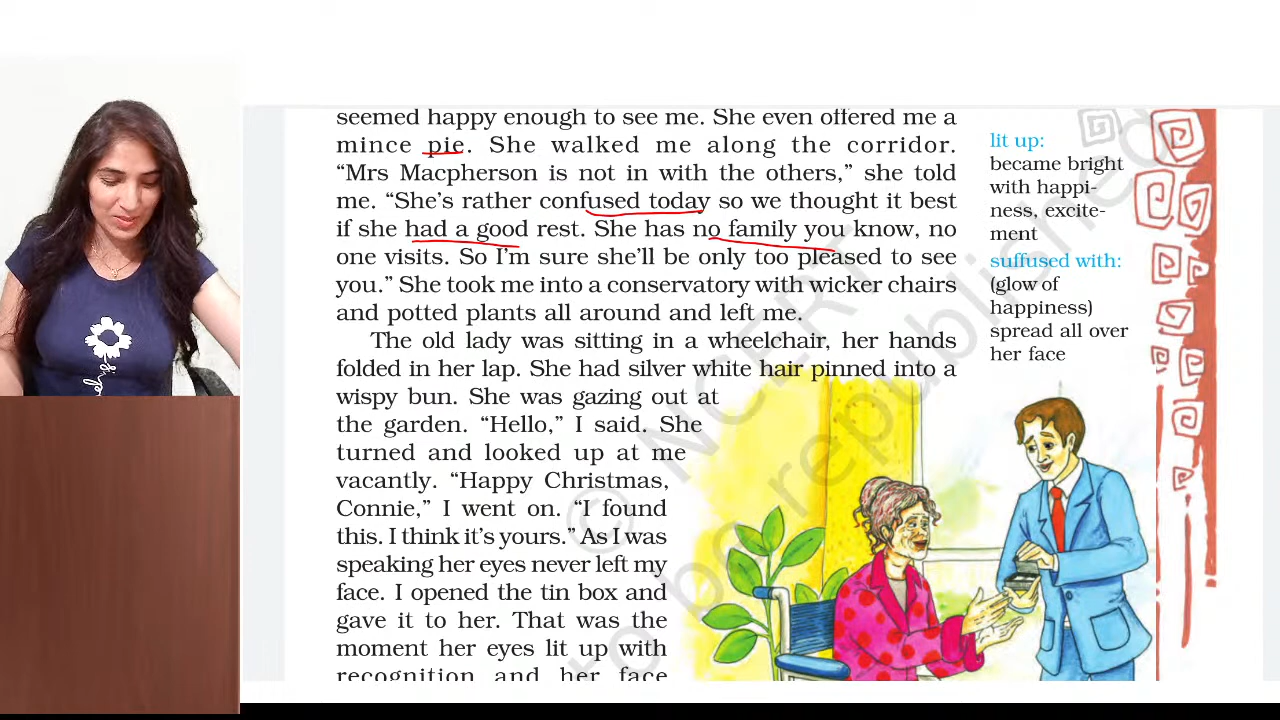 seemed happy enough to see me. She even offered me a
mince pie. She walked me along the corridor.
“Mrs Macpherson is not in with the others,” she told
me. “She’s rather confused today so we thought it best
if she had a good rest. She has no family you know, no
one visits. So I’m sure she’ll be only too pleased to see
you.” She took me into a conservatory with wicker chairs
and potted plants all around and left me.
The old lady was sitting in a wheelchair, her hands
folded in her lap. She had silver white hair pinned into a
wispy bun. She was gazing out at
the garden. “Hello,” I said. She
turned and looked up at me
vacantly. “Happy Christmas,
Connie,” I went on. “I found
this. I think it’s yours.” As I was
speaking her eyes never left my
face. I opened the tin box and
gave it to her. That was the
moment her eyes lit up with
recognition and her face
lit up:
became bright
with happi-
ness, excite-
ment
suffused with:
(glow of
happiness)
spread all over
her face
© NCERT
o be republished